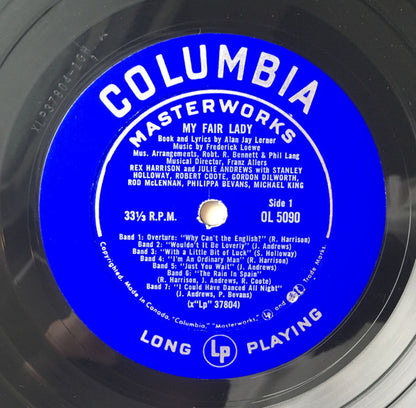 XLP37804-1GH
COLUMBIA
MASTERWORKS
MY FAIR LADY
Book and Lyrics by Alan Jay Lerner
Music by Frederick Loewe
Mus. Arrangements, Robt. R. Bennett & Phil Lang
Musical Director, Franz Allers
REX HARRISON and JULIE ANDREWS with STANLEY
HOLLOWAY, ROBERT COOTE, GORDON DILWORTH,
ROD McLENNAN, PHILIPPA BEVANS, MICHAEL KING
Side 1
33⅓ R.P.M.
OL 5090
Band 1: Overture: "Why Can't the English?" (R. Harrison)
Band 2: "Wouldn't It Be Loverly" (J. Andrews)
Band 3: "With a Little Bit of Luck" (S. Holloway)
Band 4: "I'm An Ordinary Man" (R. Harrison)
Band 5: "Just You Wait" (J. Andrews)
Band 6: "The Rain in Spain"
(R. Harrison, J. Andrews, R. Coote)
Band 7: "I Could Have Danced All Night"
(J. Andrews, P. Bevans)
(x"Lp" 37804)
Copyrighted. Made in Canada. "Columbia," "Masterworks," and Trade Marks.
LONG Lp PLAYING